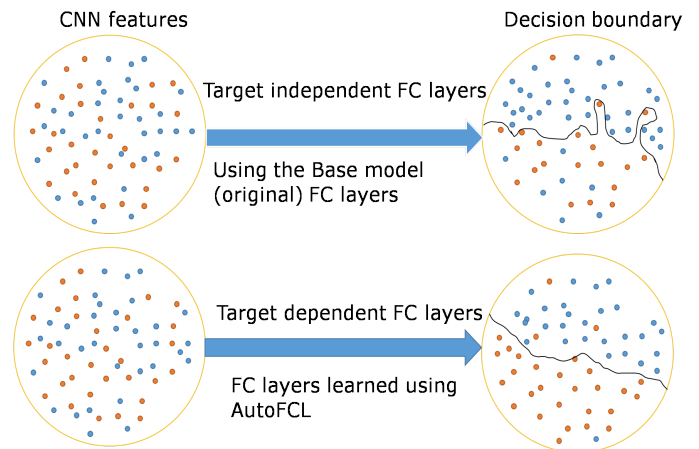 CNN features
Decision boundary
Target independent FC layers
Using the Base model
(original) FC layers
Target dependent FC layers
FC layers learned using
AutoFCL